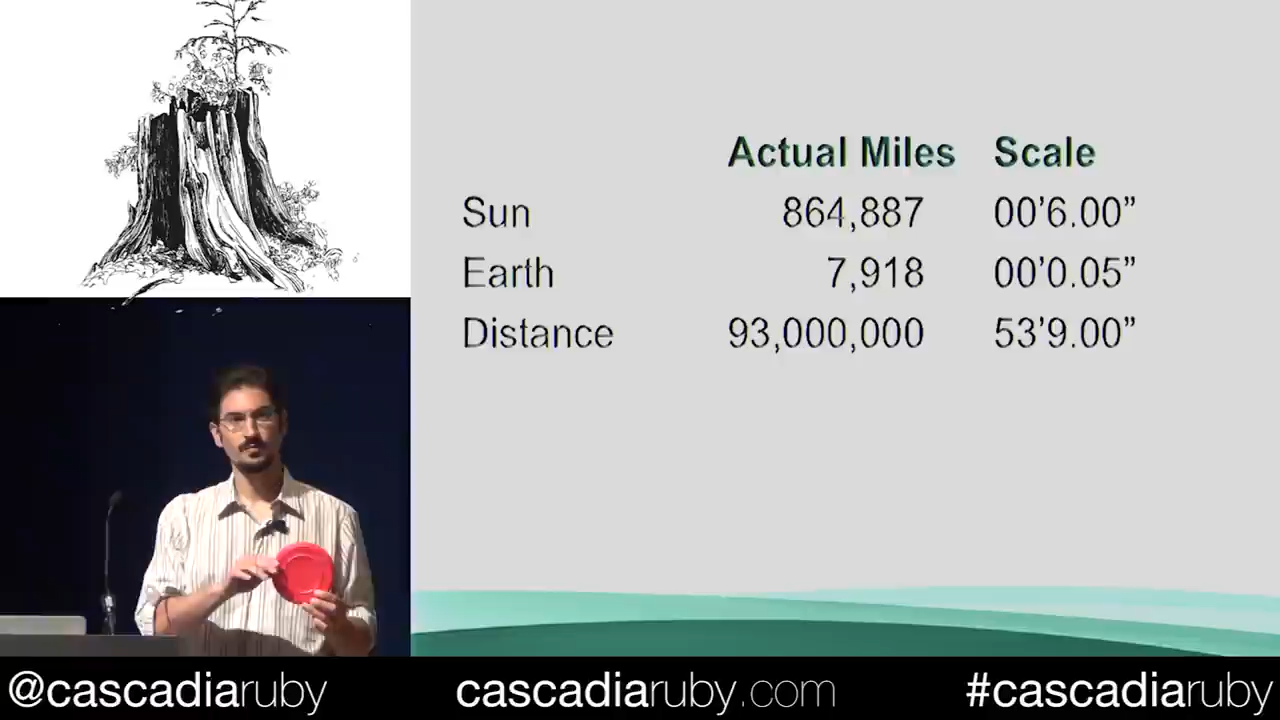 Actual Miles Scale
Sun 864,887 00’6.00”
Earth 7,918 00’0.05”
Distance 93,000,000 53’9.00”
@cascadiaruby cascadiaruby.com #cascadiaruby